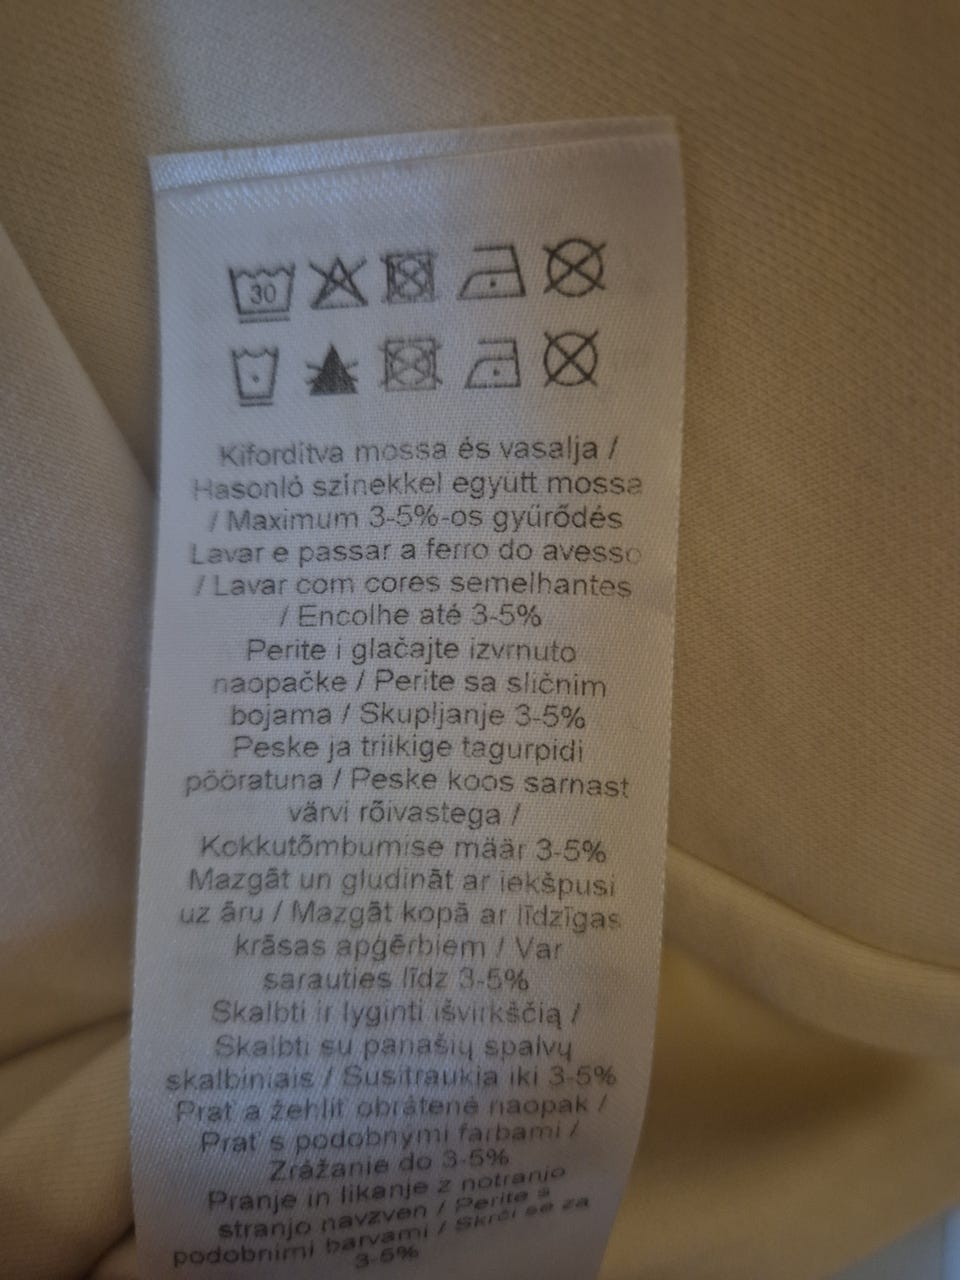 30
Kifordítva mossa és vasalja /
Hasonló színekkel együtt mossa
/ Maximum 3-5%-os gyűrődés
Lavar e passar a ferro do avesso
/ Lavar com cores semelhantes
/ Encolhe até 3-5%
Perite i glačajte izvrnuto
naopačke / Perite sa sličnim
bojama / Skupljanje 3-5%
Peske ja triikige tagurpidi
pööratuna / Peske koos sarnast
värvi rõivastega /
Kokkutõmbumise määr 3-5%
Mazgāt un gludināt ar iekšpusi
uz āru / Mazgāt kopā ar līdzīgas
krāsas apģērbiem / Var
sarauties līdz 3-5%
Skalbti ir lyginti išvirkščią /
Skalbti su panašių spalvų
skalbiniais / Susitraukia iki 3-5%
Prať a žehliť obrátené naopak /
Prať s podobnými farbami /
Zrážanie do 3-5%
Pranje in likanje z notranjo
stranjo navzven / Perite s
podobnimi barvami / Skrči se za
3-5%